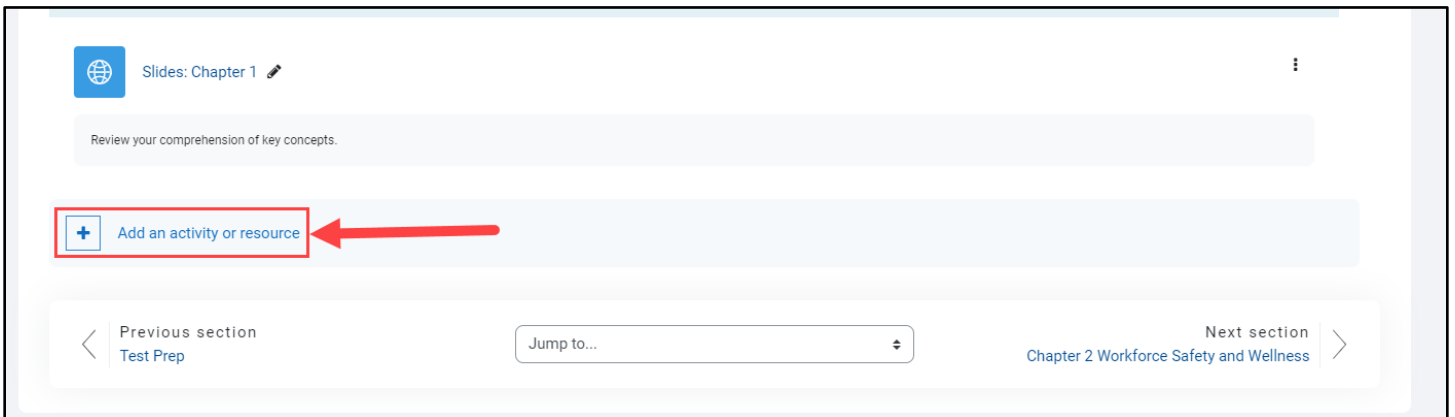 Slides: Chapter 1
Review your comprehension of key concepts.
Add an activity or resource
Previous section
Test Prep
Jump to...
Next section
Chapter 2 Workforce Safety and Wellness